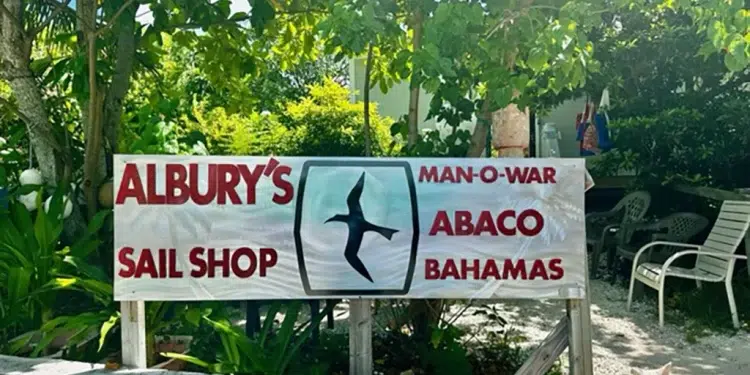 ALBURY'S
SAIL SHOP
MAN-O-WAR
ABACO
BAHAMAS